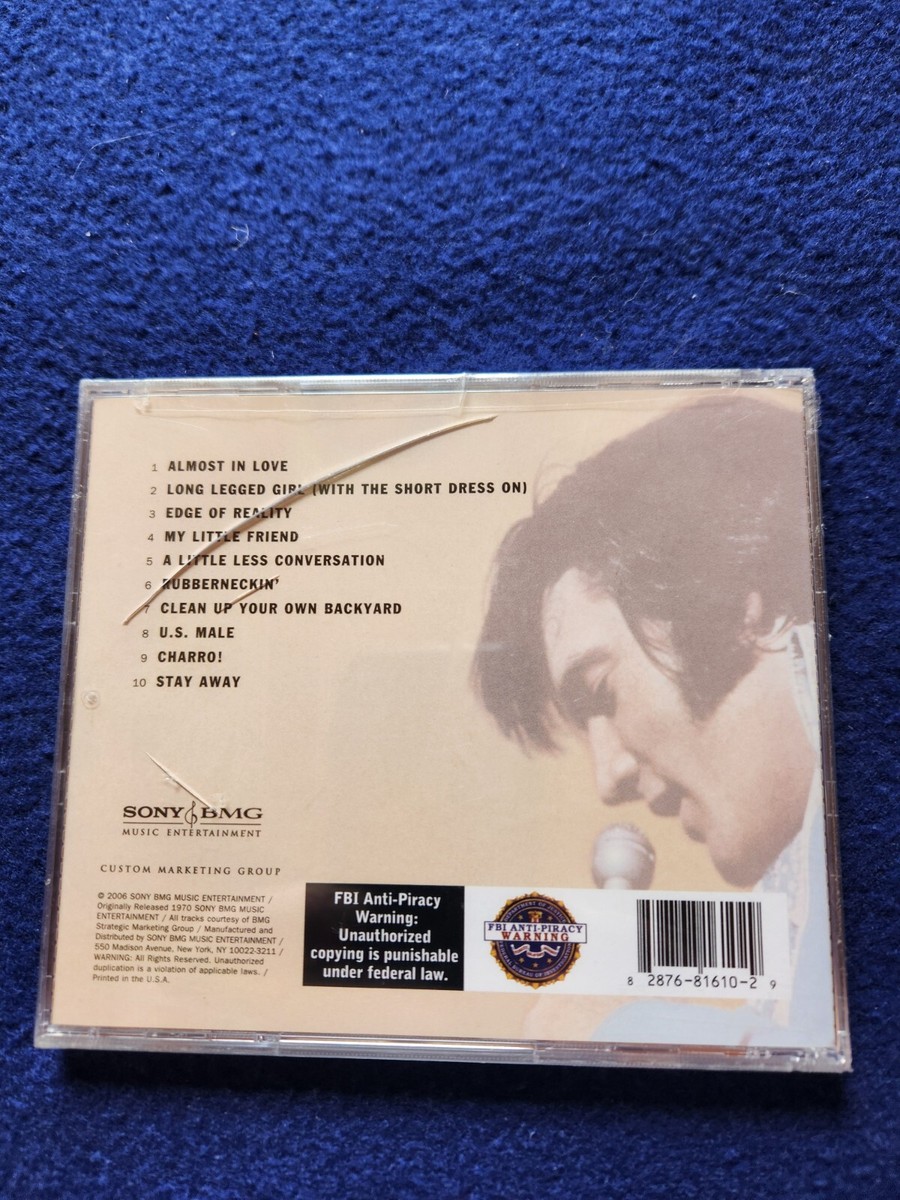 1 ALMOST IN LOVE
2 LONG LEGGED GIRL (WITH THE SHORT DRESS ON)
3 EDGE OF REALITY
4 MY LITTLE FRIEND
5 A LITTLE LESS CONVERSATION
6 RUBBERNECKIN'
7 CLEAN UP YOUR OWN BACKYARD
8 U.S. MALE
9 CHARRO!
10 STAY AWAY
SONY BMG
MUSIC ENTERTAINMENT
CUSTOM MARKETING GROUP
© 2006 SONY BMG MUSIC ENTERTAINMENT /
Originally Released 1970 SONY BMG MUSIC
ENTERTAINMENT / All tracks courtesy of BMG
Strategic Marketing Group / Manufactured and
Distributed by SONY BMG MUSIC ENTERTAINMENT /
550 Madison Avenue, New York, NY 10022-3211 /
WARNING: All Rights Reserved. Unauthorized
duplication is a violation of applicable laws. /
Printed in the U.S.A.
FBI Anti-Piracy
Warning:
Unauthorized
copying is punishable
under federal law.
FBI ANTI-PIRACY
WARNING
8 2876-81610-2 9